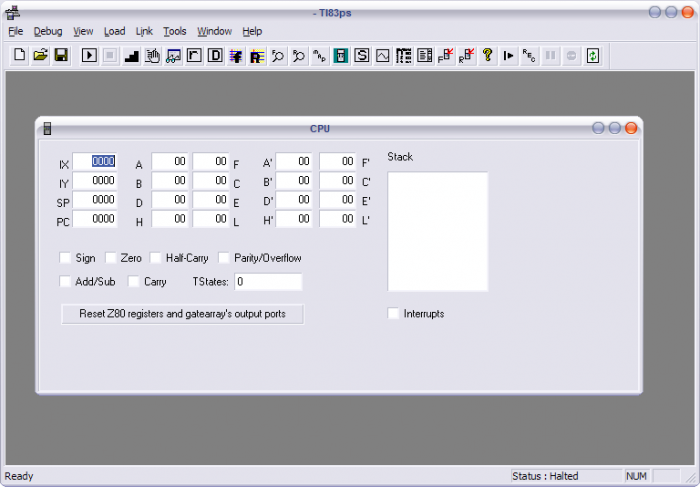 - TI83ps
File Debug View Load Link Tools Window Help
CPU
IX 0000 A 00 00 F A' 00 00 F' Stack
IY 0000 B 00 00 C B' 00 00 C'
SP 0000 D 00 00 E D' 00 00 E'
PC 0000 H 00 00 L H' 00 00 L'
Sign Zero Half-Carry Parity/Overflow
Add/Sub Carry TStates: 0
Reset Z80 registers and gatearray's output ports Interrupts
Ready Status : Halted NUM